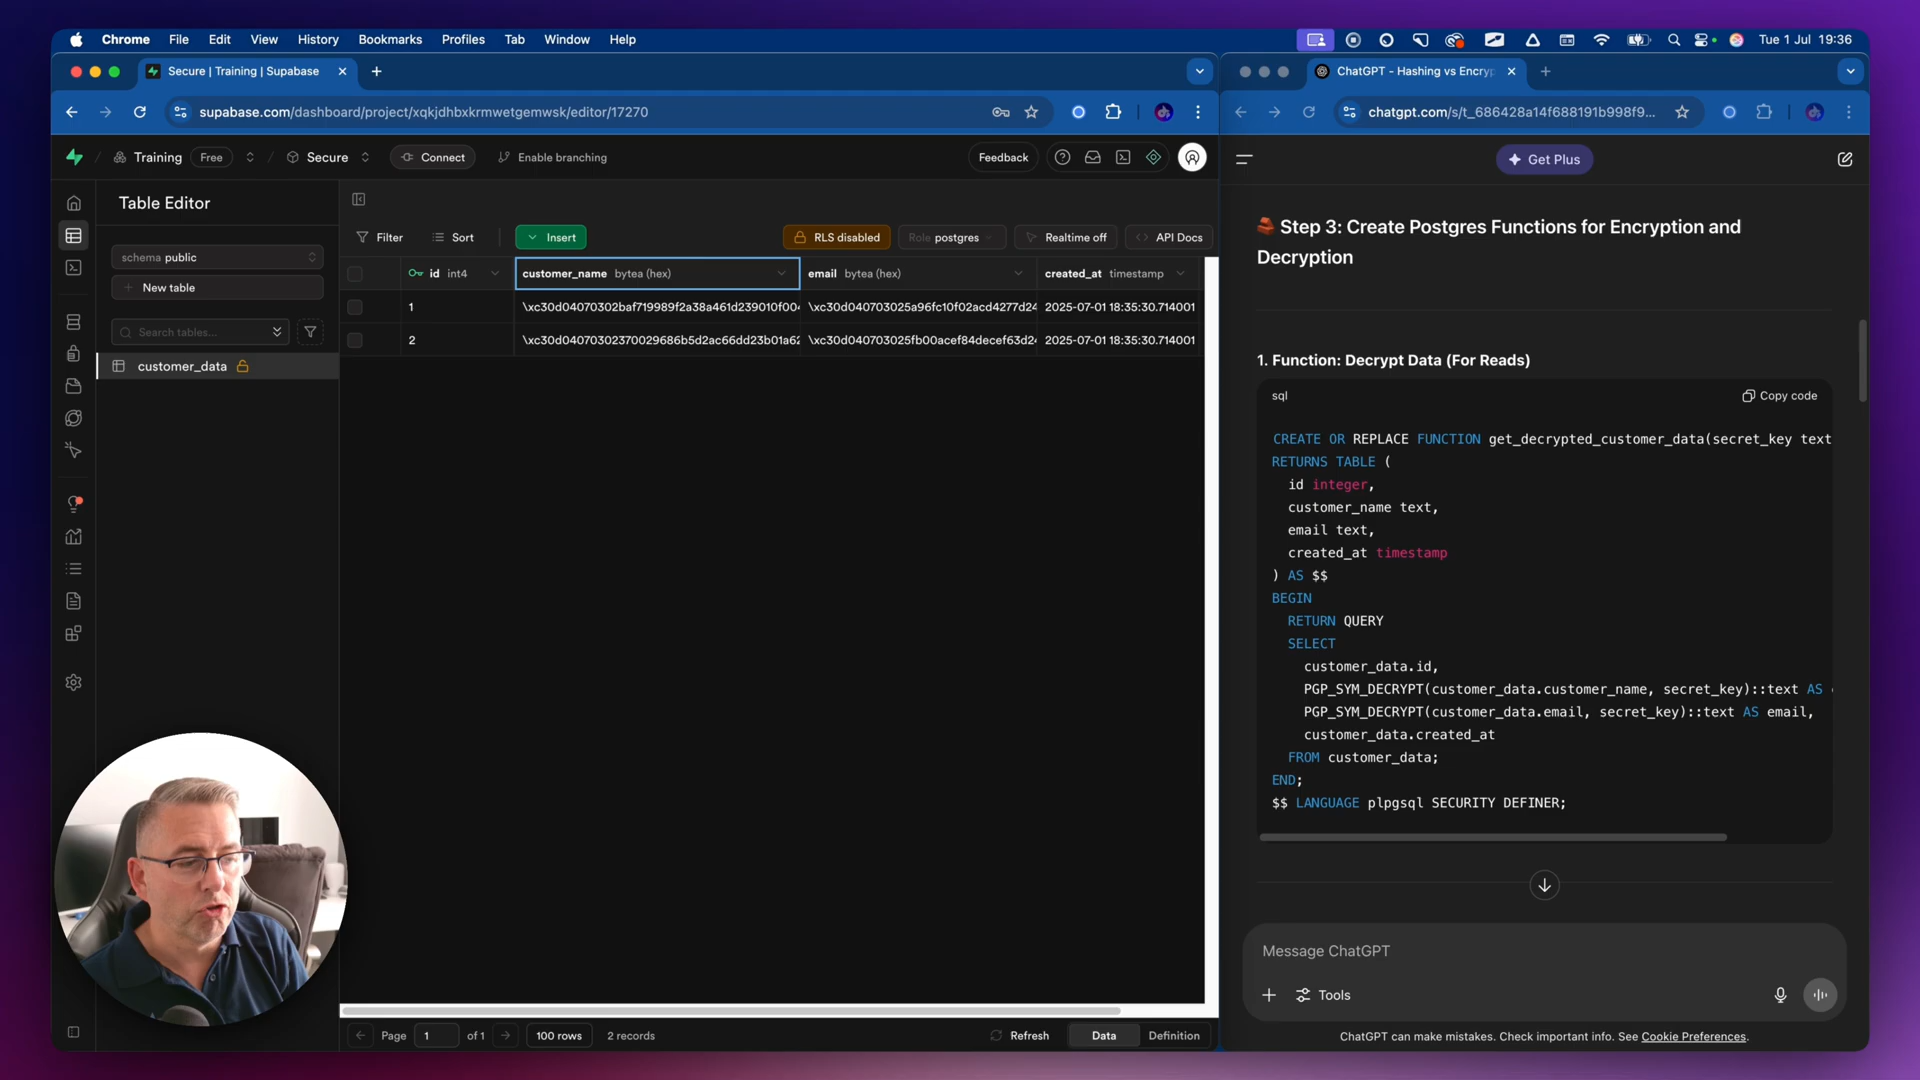 Chrome File Edit View History Bookmarks Profiles Tab Window Help
Tue 1 Jul 19:36
Secure | Training | Supabase
supabase.com/dashboard/project/xqkjdhbxkrmwetgemwsk/editor/17270
Training Free Secure Connect Enable branching Feedback
Table Editor
schema public
New table
Search tables...
customer_data
Filter Sort Insert RLS disabled Role postgres Realtime off API Docs
id int4 customer_name bytea (hex) email bytea (hex) created_at timestamp
1 \xc30d04070302baf719989f2a38a461d239010f004 \xc30d040703025a96fc10f02acd4277d24 2025-07-01 18:35:30.714001
2 \xc30d04070302370029686b5d2ac66dd23b01a62 \xc30d040703025fb00acef84decef63d24 2025-07-01 18:35:30.714001
Page 1 of 1 100 rows 2 records Refresh Data Definition
ChatGPT - Hashing vs Encryp
chatgpt.com/s/t_686428a14f688191b998f9...
Get Plus
Step 3: Create Postgres Functions for Encryption and
Decryption
1. Function: Decrypt Data (For Reads)
sql Copy code
CREATE OR REPLACE FUNCTION get_decrypted_customer_data(secret_key text
RETURNS TABLE (
id integer,
customer_name text,
email text,
created_at timestamp
) AS $$
BEGIN
RETURN QUERY
SELECT
customer_data.id,
PGP_SYM_DECRYPT(customer_data.customer_name, secret_key)::text AS
PGP_SYM_DECRYPT(customer_data.email, secret_key)::text AS email,
customer_data.created_at
FROM customer_data;
END;
$$ LANGUAGE plpgsql SECURITY DEFINER;
Message ChatGPT
Tools
ChatGPT can make mistakes. Check important info. See Cookie Preferences.